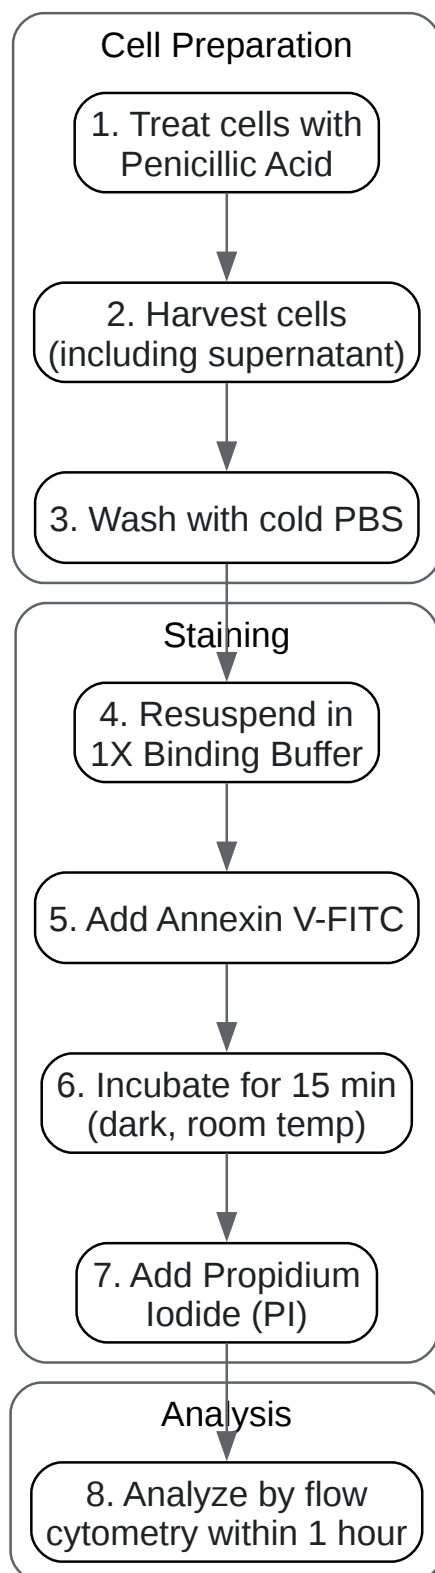 Cell Preparation
1. Treat cells with
Penicillic Acid
2. Harvest cells
(including supernatant)
3. Wash with cold PBS
Staining
4. Resuspend in
1X Binding Buffer
5. Add Annexin V-FITC
6. Incubate for 15 min
(dark, room temp)
7. Add Propidium
Iodide (PI)
Analysis
8. Analyze by flow
cytometry within 1 hour